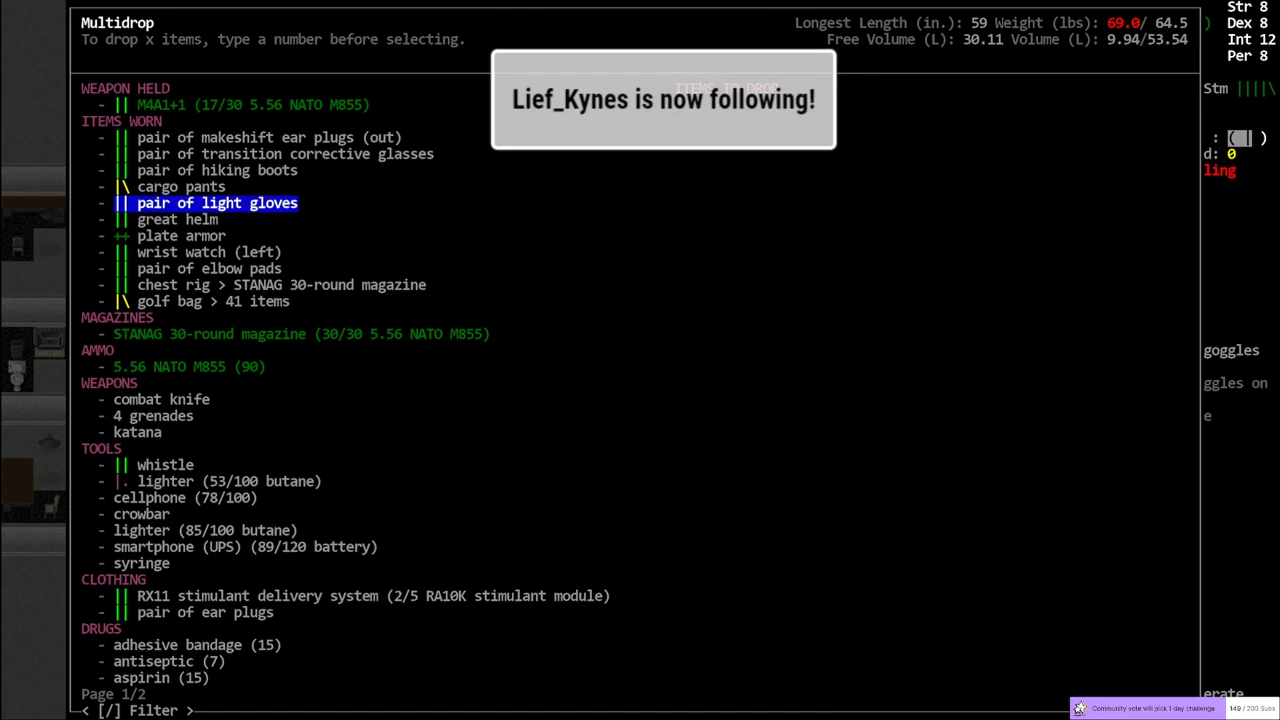 Multidrop
Longest Length (in.): 59 Weight (lbs): 69.0/ 64.5
To drop x items, type a number before selecting.
Free Volume (L): 30.11 Volume (L): 9.94/53.54
Str 8
Dex 8
Int 12
Per 8
Lief_Kynes is now following!
ITEMS TO DROP
Stm ||||\
: (   )
d: 0
ling
WEAPON HELD
- || M4A1+1 (17/30 5.56 NATO M855)
ITEMS WORN
- || pair of makeshift ear plugs (out)
- || pair of transition corrective glasses
- || pair of hiking boots
- |\ cargo pants
- || pair of light gloves
- || great helm
- ++ plate armor
- || wrist watch (left)
- || pair of elbow pads
- || chest rig > STANAG 30-round magazine
- |\ golf bag > 41 items
MAGAZINES
- STANAG 30-round magazine (30/30 5.56 NATO M855)
AMMO
- 5.56 NATO M855 (90)
WEAPONS
- combat knife
- 4 grenades
- katana
TOOLS
- || whistle
- |. lighter (53/100 butane)
- cellphone (78/100)
- crowbar
- lighter (85/100 butane)
- smartphone (UPS) (89/120 battery)
- syringe
CLOTHING
- || RX11 stimulant delivery system (2/5 RA10K stimulant module)
- || pair of ear plugs
DRUGS
- adhesive bandage (15)
- antiseptic (7)
- aspirin (15)
Page 1/2
< [/] Filter >
goggles
ggles on
e
erate
Community vote will pick 1 day challenge
149 / 200 Subs